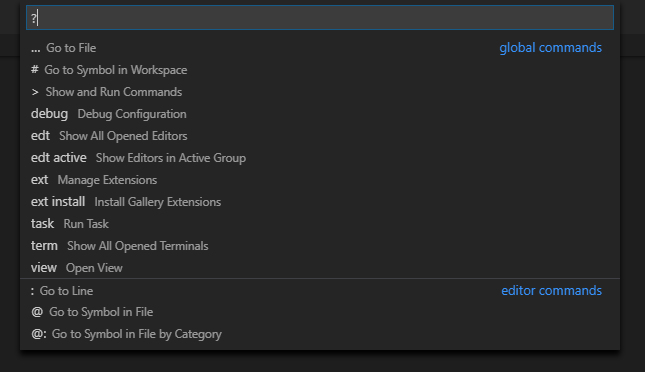 ?
... Go to File global commands
# Go to Symbol in Workspace
> Show and Run Commands
debug Debug Configuration
edt Show All Opened Editors
edt active Show Editors in Active Group
ext Manage Extensions
ext install Install Gallery Extensions
task Run Task
term Show All Opened Terminals
view Open View
: Go to Line editor commands
@ Go to Symbol in File
@: Go to Symbol in File by Category